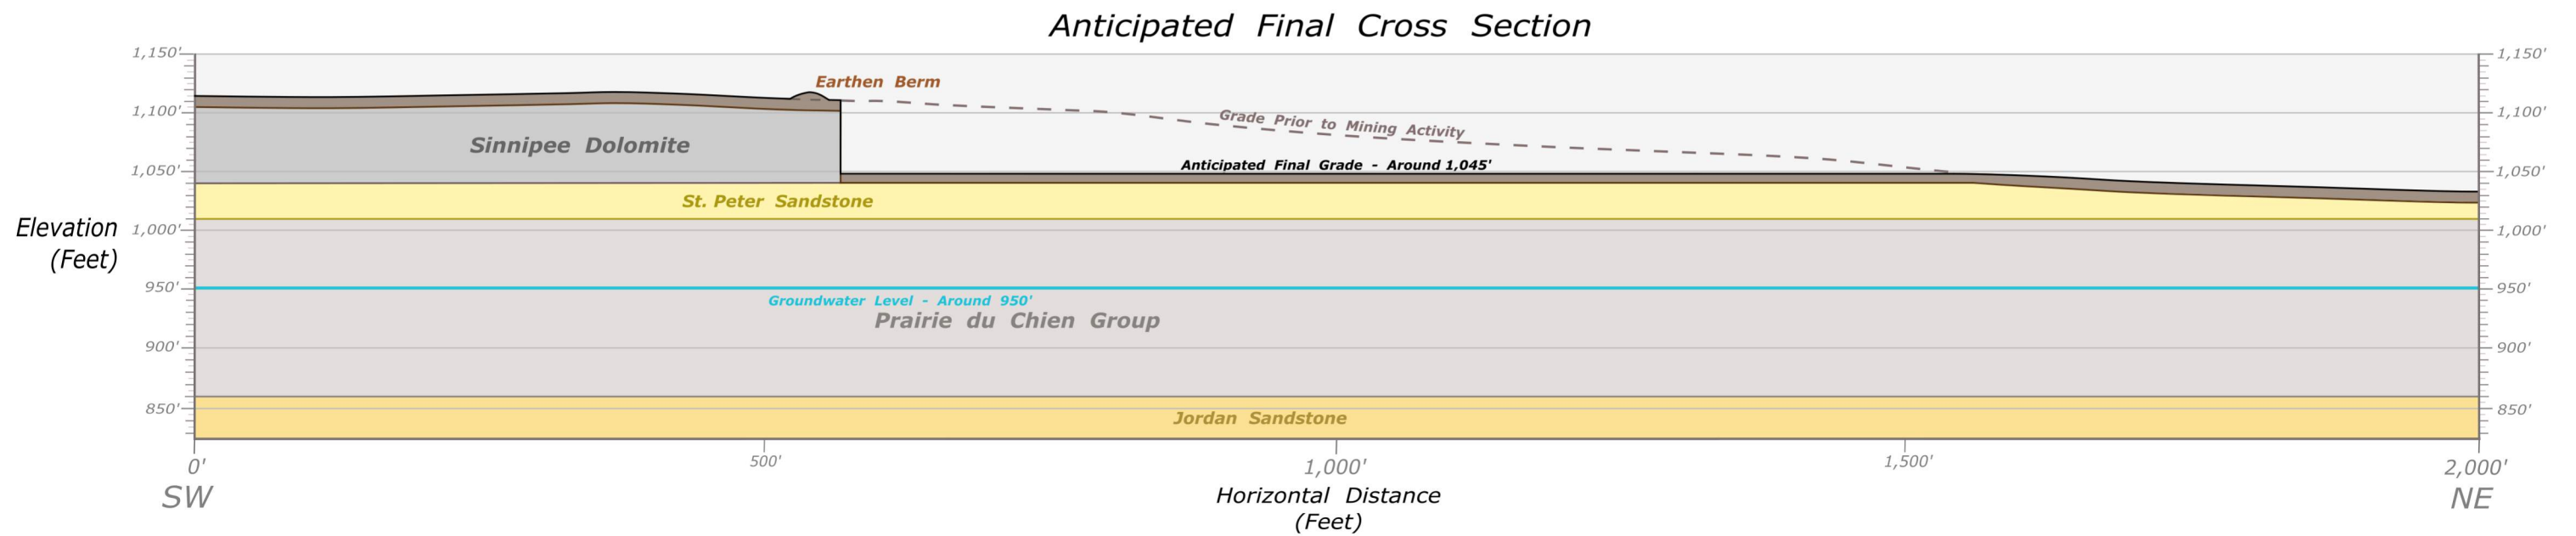 Anticipated Final Cross Section
1,150'
1,150'
Earthen Berm
1,100'
Grade Prior to Mining Activity
1,100'
Sinnipee Dolomite
Anticipated Final Grade - Around 1,045'
1,050'
1,050'
St. Peter Sandstone
Elevation
(Feet)
1,000'
1,000'
950'
950'
Groundwater Level - Around 950'
Prairie du Chien Group
900'
900'
850'
850'
Jordan Sandstone
0'
500'
1,000'
1,500'
2,000'
SW
Horizontal Distance
(Feet)
NE